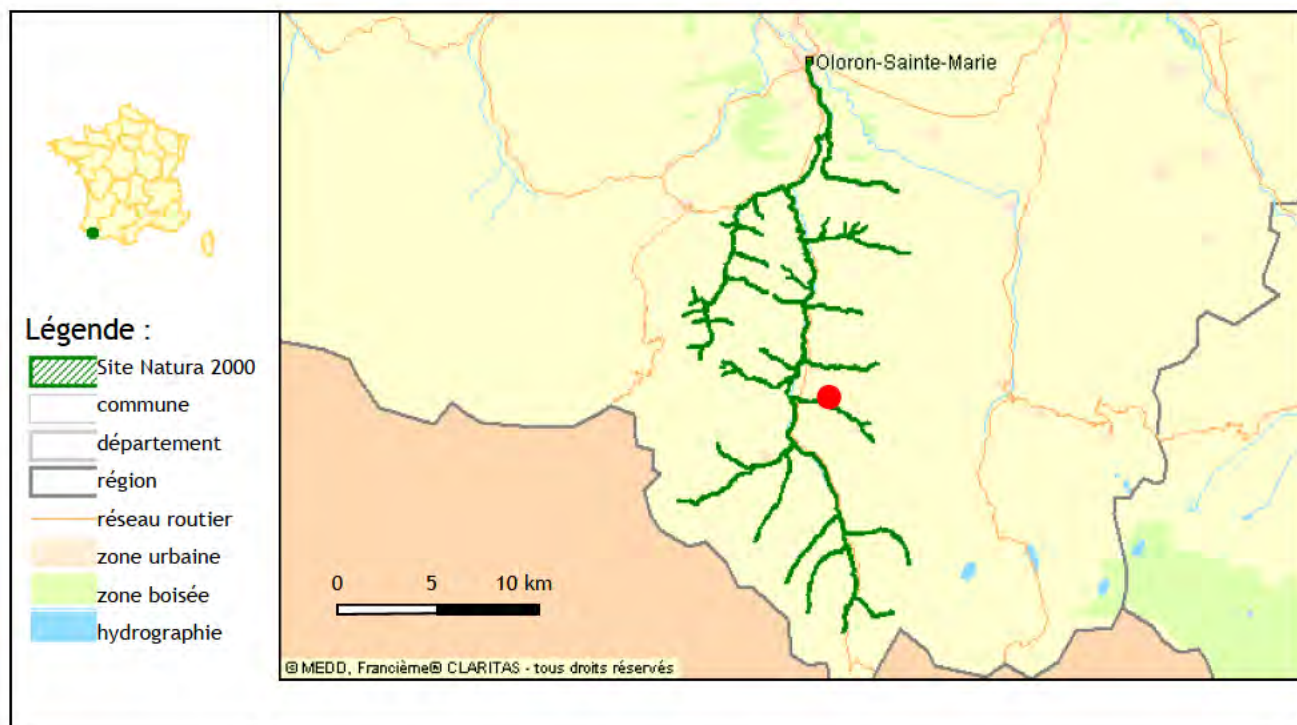 Oloron-Sainte-Marie
Légende :
Site Natura 2000
commune
département
région
réseau routier
zone urbaine
zone boisée
hydrographie
0 5 10 km
© MEDD, Francième® CLARITAS - tous droits réservés